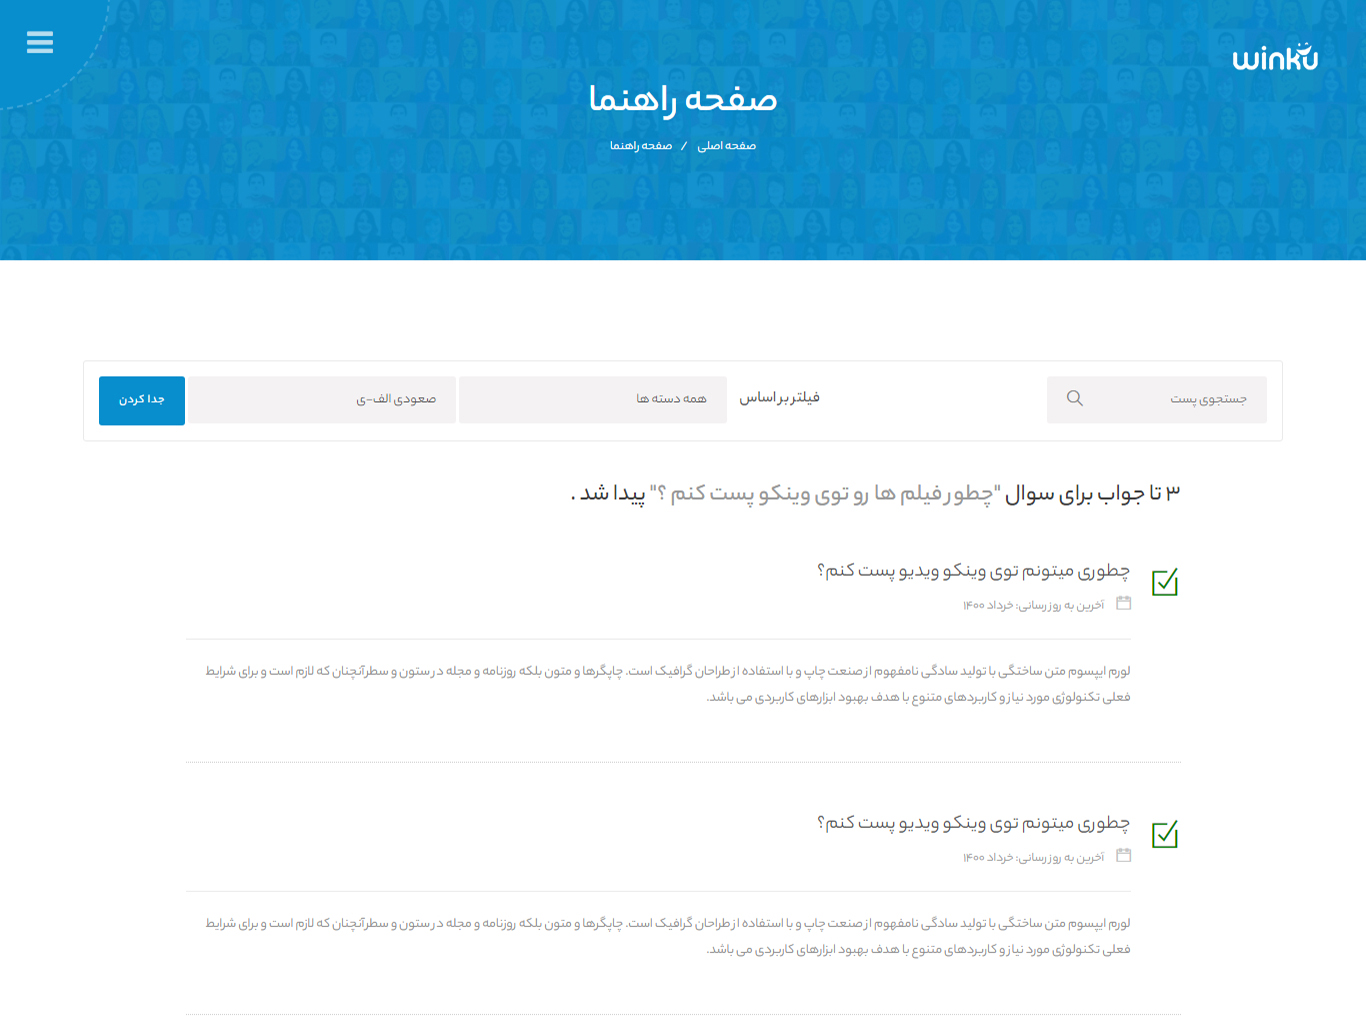 winku
صفحه راهنما
صفحه اصلی / صفحه راهنما
جستجوی پست
فیلتر بر اساس
همه دسته ها
صعودی الف-ی
جدا کردن
۳ تا جواب برای سوال "چطور فیلم ها رو توی وینکو پست کنم ؟" پیدا شد .
چطوری میتونم توی وینکو ویدیو پست کنم؟
آخرین به روز رسانی: خرداد ۱۴۰۰
لورم ایپسوم متن ساختگی با تولید سادگی نامفهوم از صنعت چاپ و با استفاده از طراحان گرافیک است. چاپگرها و متون بلکه روزنامه و مجله در ستون و سطرآنچنان که لازم است و برای شرایط
فعلی تکنولوژی مورد نیاز و کاربردهای متنوع با هدف بهبود ابزارهای کاربردی می باشد.
چطوری میتونم توی وینکو ویدیو پست کنم؟
آخرین به روز رسانی: خرداد ۱۴۰۰
لورم ایپسوم متن ساختگی با تولید سادگی نامفهوم از صنعت چاپ و با استفاده از طراحان گرافیک است. چاپگرها و متون بلکه روزنامه و مجله در ستون و سطرآنچنان که لازم است و برای شرایط
فعلی تکنولوژی مورد نیاز و کاربردهای متنوع با هدف بهبود ابزارهای کاربردی می باشد.